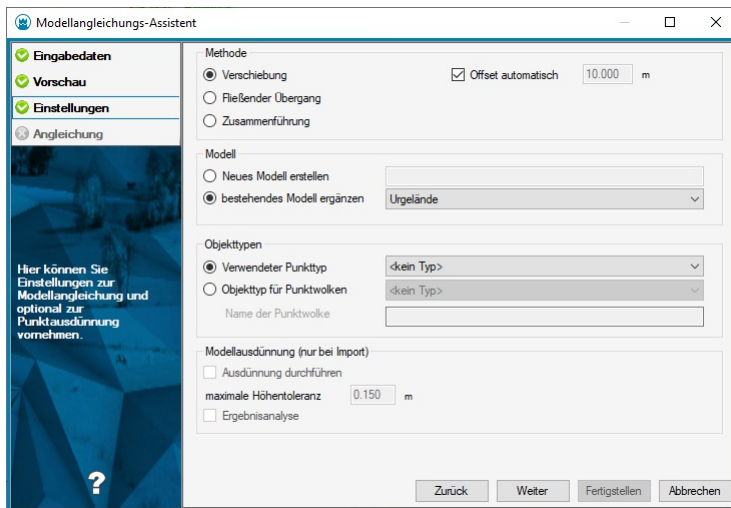 Modellangleichungs-Assistent
Eingabedaten
Vorschau
Einstellungen
Angleichung
Hier können Sie
Einstellungen zur
Modellangleichung und
optional zur
Punktausdünnung
vornehmen.
?
Methode
Verschiebung
Offset automatisch 10.000 m
Fließender Übergang
Zusammenführung
Modell
Neues Modell erstellen
bestehendes Modell ergänzen Urgelände
Objekttypen
Verwendeter Punkttyp <kein Typ>
Objekttyp für Punktwolken <kein Typ>
Name der Punktwolke
Modellausdünnung (nur bei Import)
Ausdünnung durchführen
maximale Höhentoleranz 0.150 m
Ergebnisanalyse
Zurück Weiter Fertigstellen Abbrechen